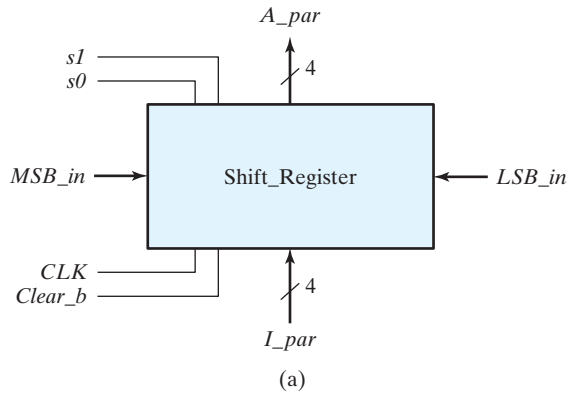 A_par
4
s1
s0
MSB_in
Shift_Register
LSB_in
CLK
Clear_b
4
I_par
(a)